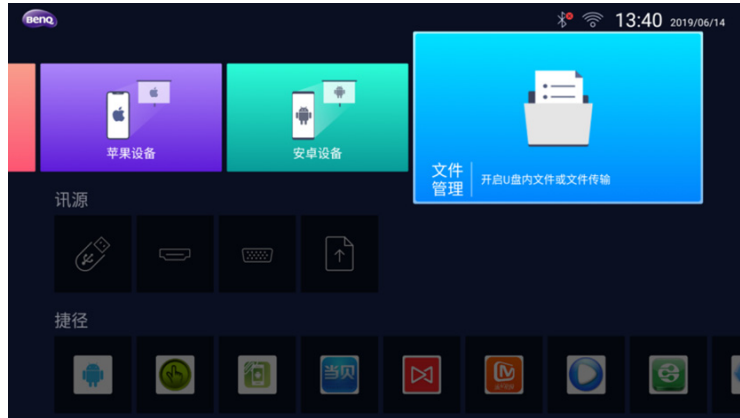 BenQ
13:40 2019/06/14
苹果设备
安卓设备
文件
管理
开启U盘内文件或文件传输
讯源
捷径
当贝